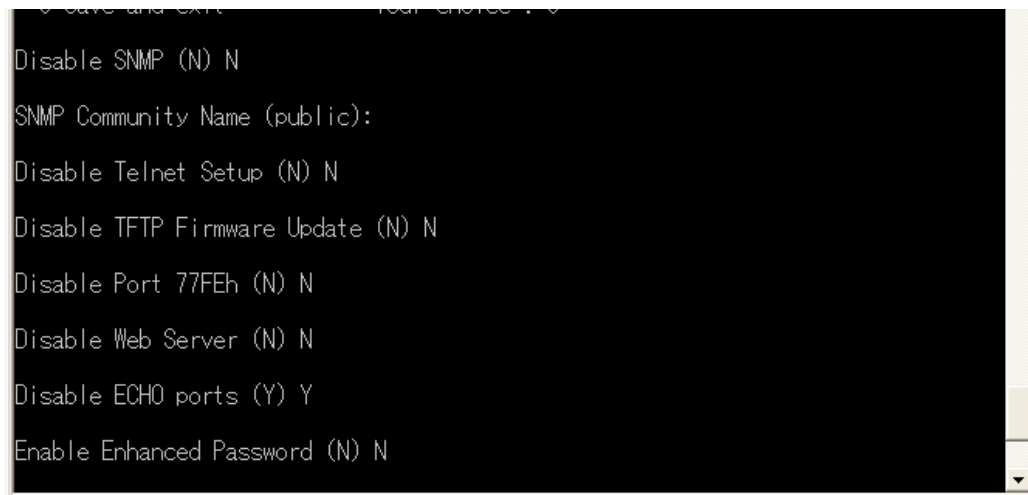 Disable SNMP (N) N
SNMP Community Name (public):
Disable Telnet Setup (N) N
Disable TFTP Firmware Update (N) N
Disable Port 77FEh (N) N
Disable Web Server (N) N
Disable ECHO ports (Y) Y
Enable Enhanced Password (N) N